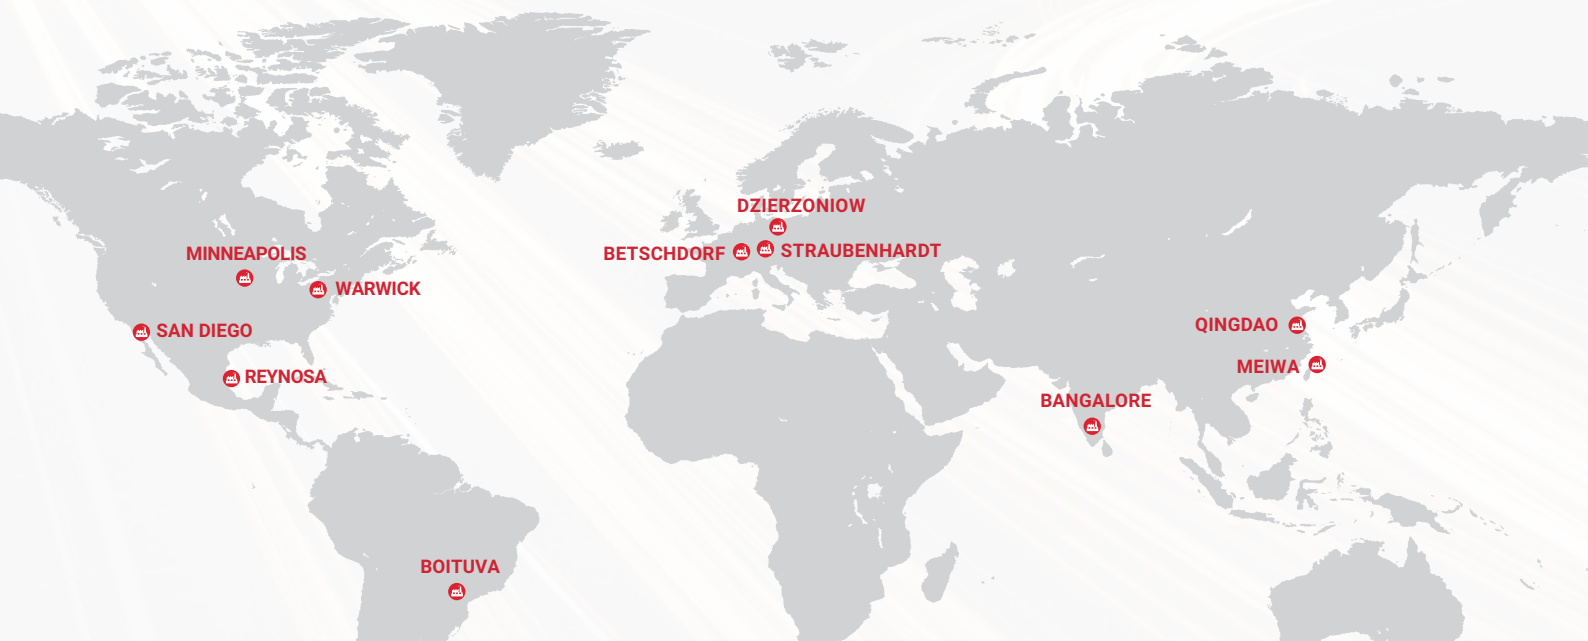 DZIERZONIOW
BETSCHDORF
STRAUBENHARDT
MINNEAPOLIS
WARWICK
SAN DIEGO
QINGDAO
MEIWA
REYNOSA
BANGALORE
BOITUVA